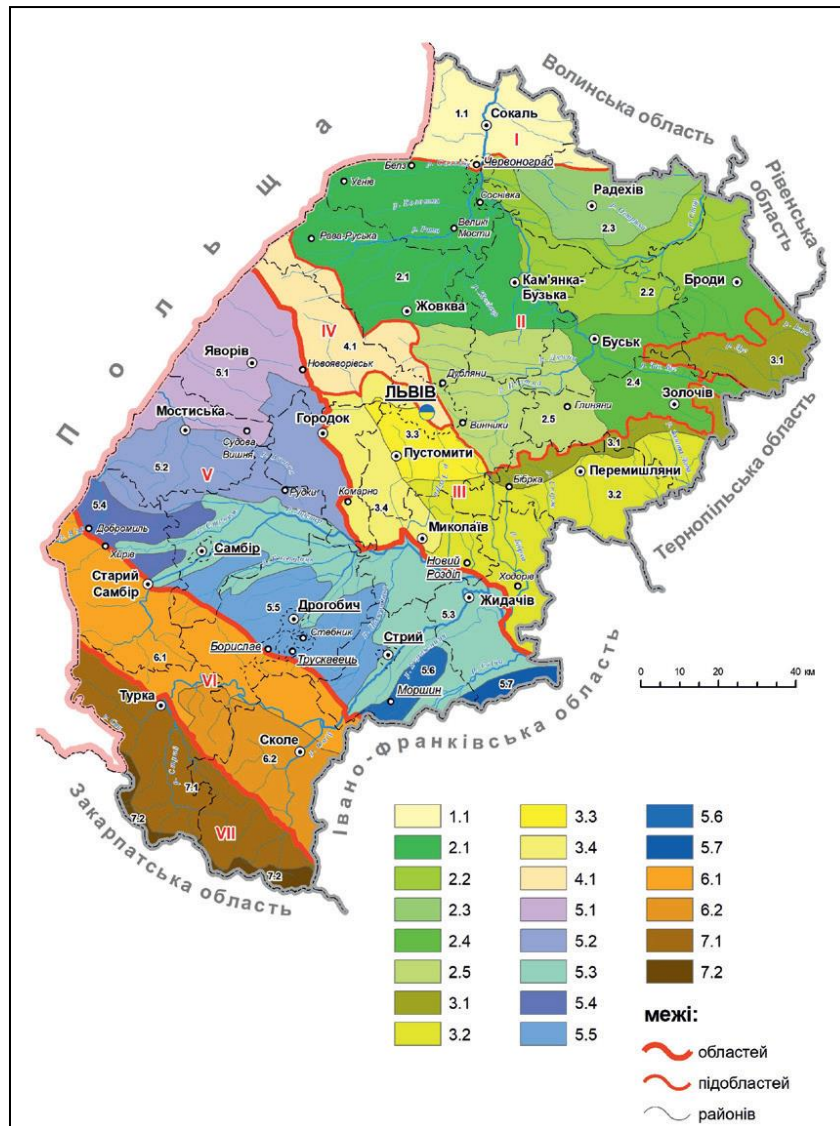 Волинська область
Рівенська область
Польща
Тернопільська область
Івано-Франківська область
Закарпатська область
1.1
Сокаль
I
Белз
Червоноград
Угнів
Соснівка
Радехів
2.3
Великі Мости
р. Рата
Рава-Руська
2.1
Кам'янка-Бузька
2.2
Броди
Жовква
II
IV
4.1
Буськ
3.1
5.1
Яворів
Новояворівськ
Дубляни
2.4
ЛЬВІВ
Глиняни
Золочів
Мостиська
Городок
3.3
Винники
2.5
Судова Вишня
Пустомити
3.1
5.2
V
Перемишляни
Рудки
Комарно
III
Бібрка
3.2
5.4
3.4
Добромиль
Миколаїв
Хирів
Самбір
Новий Розділ
Ходорів
Старий Самбір
5.3
Жидачів
5.5
Дрогобич
Стебник
Стрий
Борислав
Трускавець
5.6
6.1
5.7
VI
Моршин
Турка
Сколе
6.2
7.1
7.2
VII
7.2
0 10 20 40 км
1.1
2.1
2.2
2.3
2.4
2.5
3.1
3.2
3.3
3.4
4.1
5.1
5.2
5.3
5.4
5.5
5.6
5.7
6.1
6.2
7.1
7.2
межі:
областей
підобластей
районів